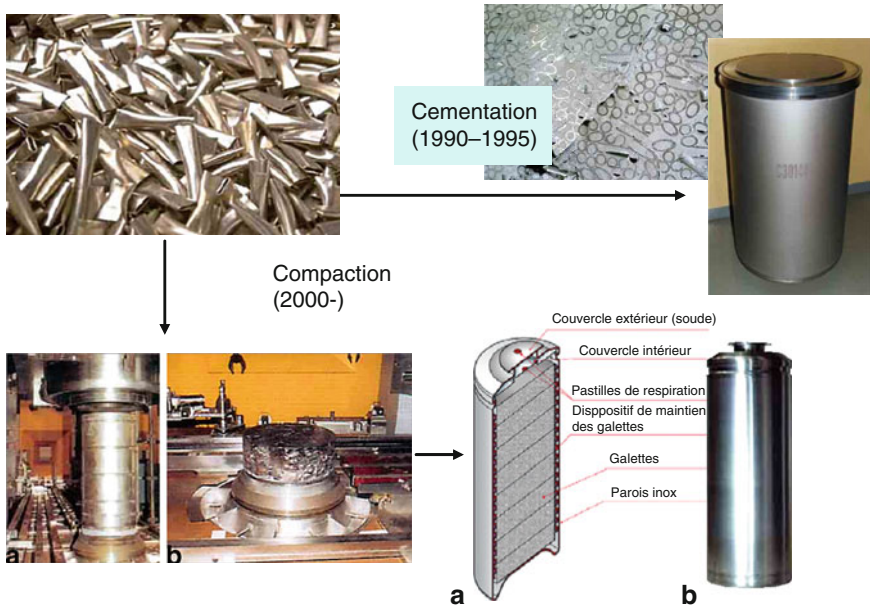 Cementation
(1990–1995)
Compaction
(2000-)
Couvercle extérieur (soude)
Couvercle intérieur
Pastilles de respiration
Disppositif de maintien
des galettes
Galettes
Parois inox
a
b
a
b